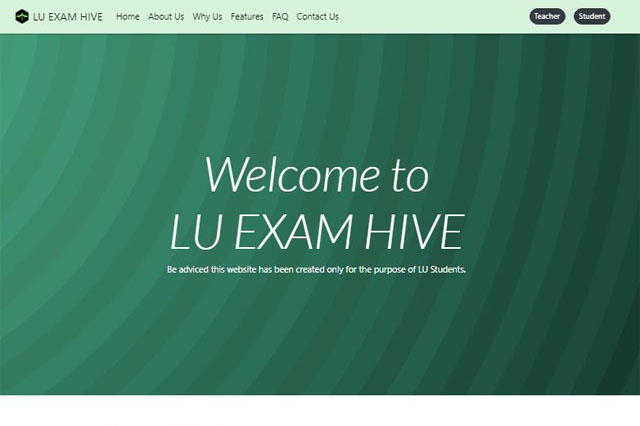 LU EXAM HIVE Home About Us Why Us Features FAQ Contact Us Teacher Student
Welcome to
LU EXAM HIVE
Be adviced this website has been created only for the purpose of LU Students.